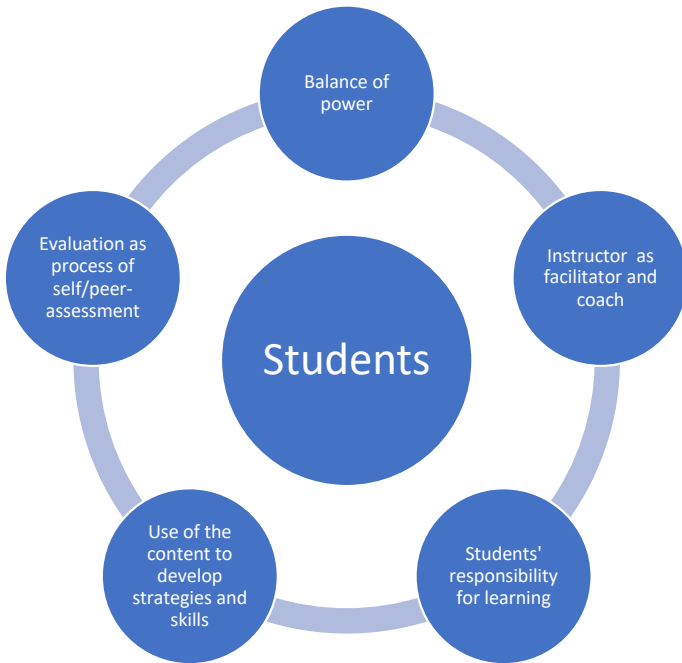 Balance of
power
Instructor  as
facilitator and
coach
Students'
responsibility
for learning
Use of the
content to
develop
strategies and
skills
Evaluation as
process of
self/peer-
assessment
Students